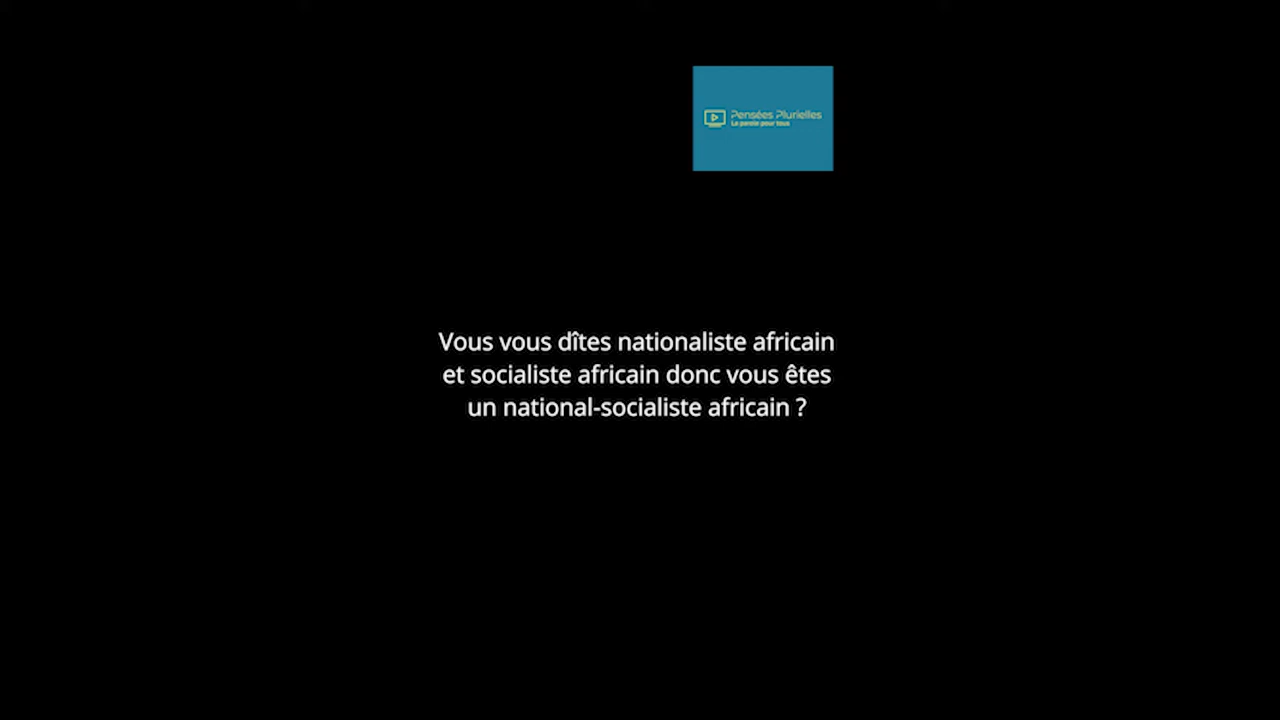 Pensées Plurielles
La parole pour tous
Vous vous dîtes nationaliste africain
et socialiste africain donc vous êtes
un national-socialiste africain ?